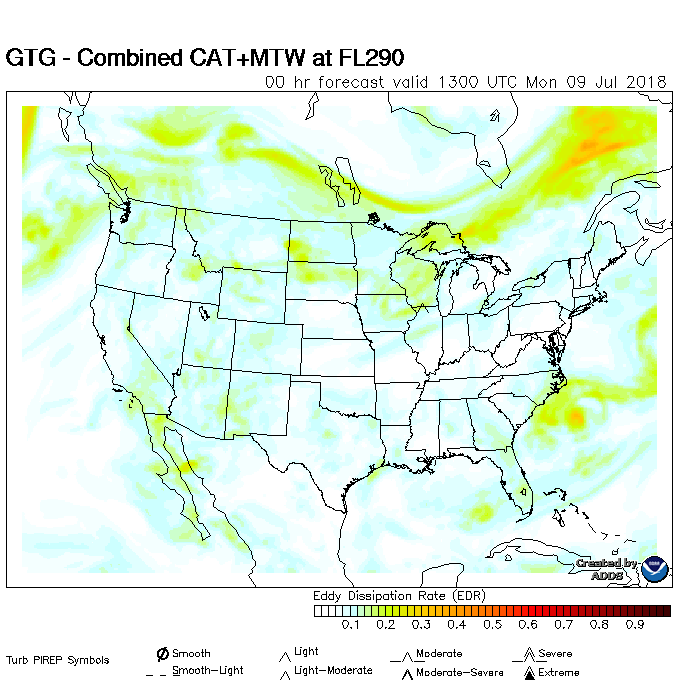 GTG - Combined CAT+MTW at FL290
00 hr forecast valid 1300 UTC Mon 09 Jul 2018
Created by
ADDS
Eddy Dissipation Rate (EDR)
0.1 0.2 0.3 0.4 0.5 0.6 0.7 0.8 0.9
Turb PIREP Symbols
Smooth
Smooth-Light
Light
Light-Moderate
Moderate
Moderate-Severe
Severe
Extreme